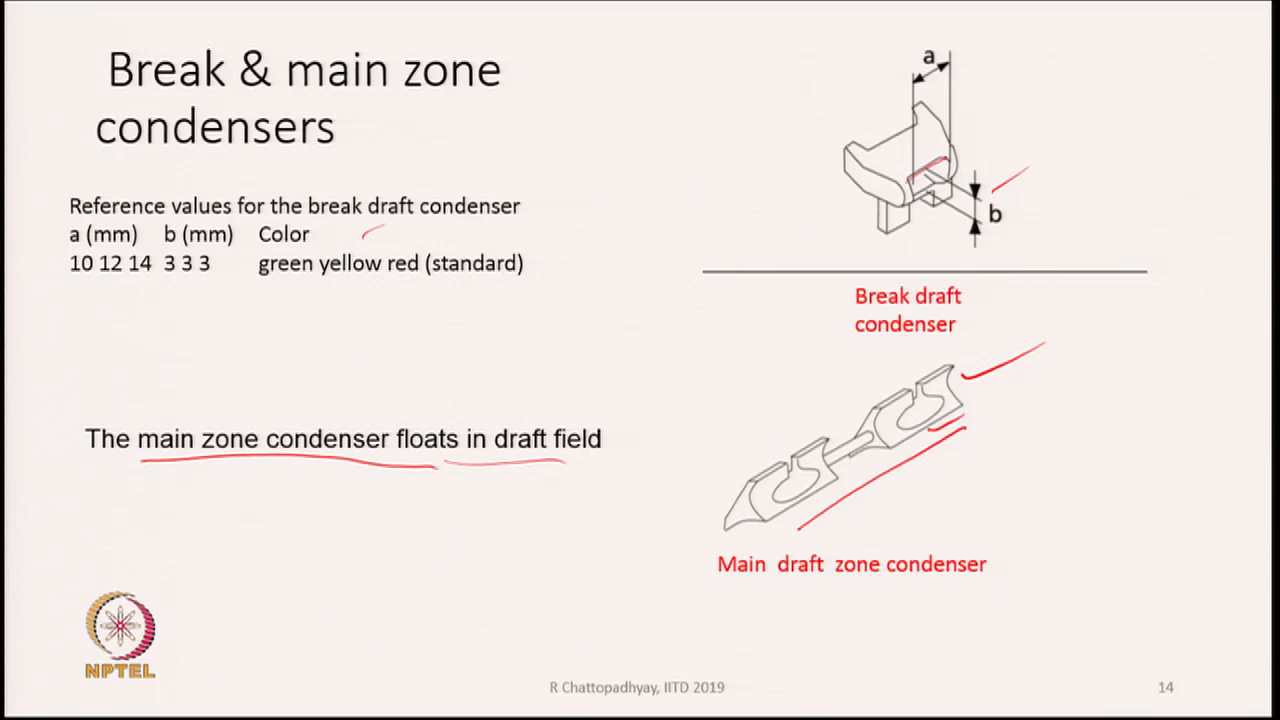 Break & main zone
condensers
Reference values for the break draft condenser
a (mm) b (mm) Color
10 12 14 3 3 3 green yellow red (standard)
a
b
Break draft
condenser
The main zone condenser floats in draft field
Main draft zone condenser
NPTEL
R Chattopadhyay, IITD 2019
14